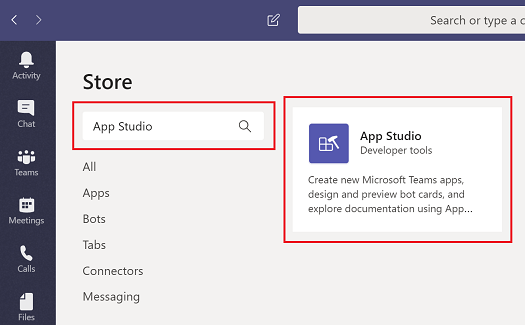 Search or type a c
Activity
Chat
Teams
Meetings
Calls
Files
Store
App Studio
All
Apps
Bots
Tabs
Connectors
Messaging
App Studio
Developer tools
Create new Microsoft Teams apps,
design and preview bot cards, and
explore documentation using App...